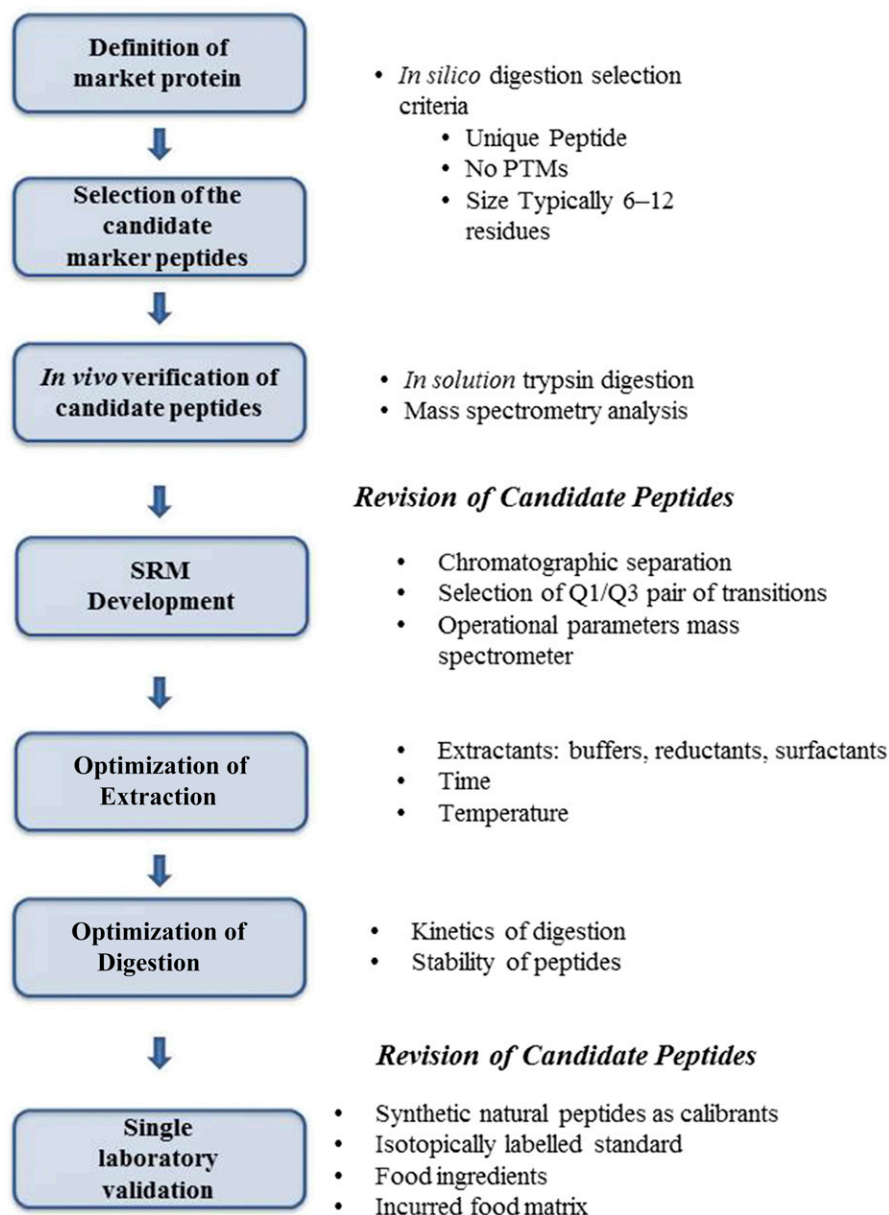 Definition of
market protein
• In silico digestion selection
criteria
• Unique Peptide
• No PTMs
• Size Typically 6–12
residues
Selection of the
candidate
marker peptides
In vivo verification of
candidate peptides
• In solution trypsin digestion
• Mass spectrometry analysis
Revision of Candidate Peptides
SRM
Development
• Chromatographic separation
• Selection of Q1/Q3 pair of transitions
• Operational parameters mass
spectrometer
Optimization of
Extraction
• Extractants: buffers, reductants, surfactants
• Time
• Temperature
Optimization of
Digestion
• Kinetics of digestion
• Stability of peptides
Revision of Candidate Peptides
Single
laboratory
validation
• Synthetic natural peptides as calibrants
• Isotopically labelled standard
• Food ingredients
• Incurred food matrix